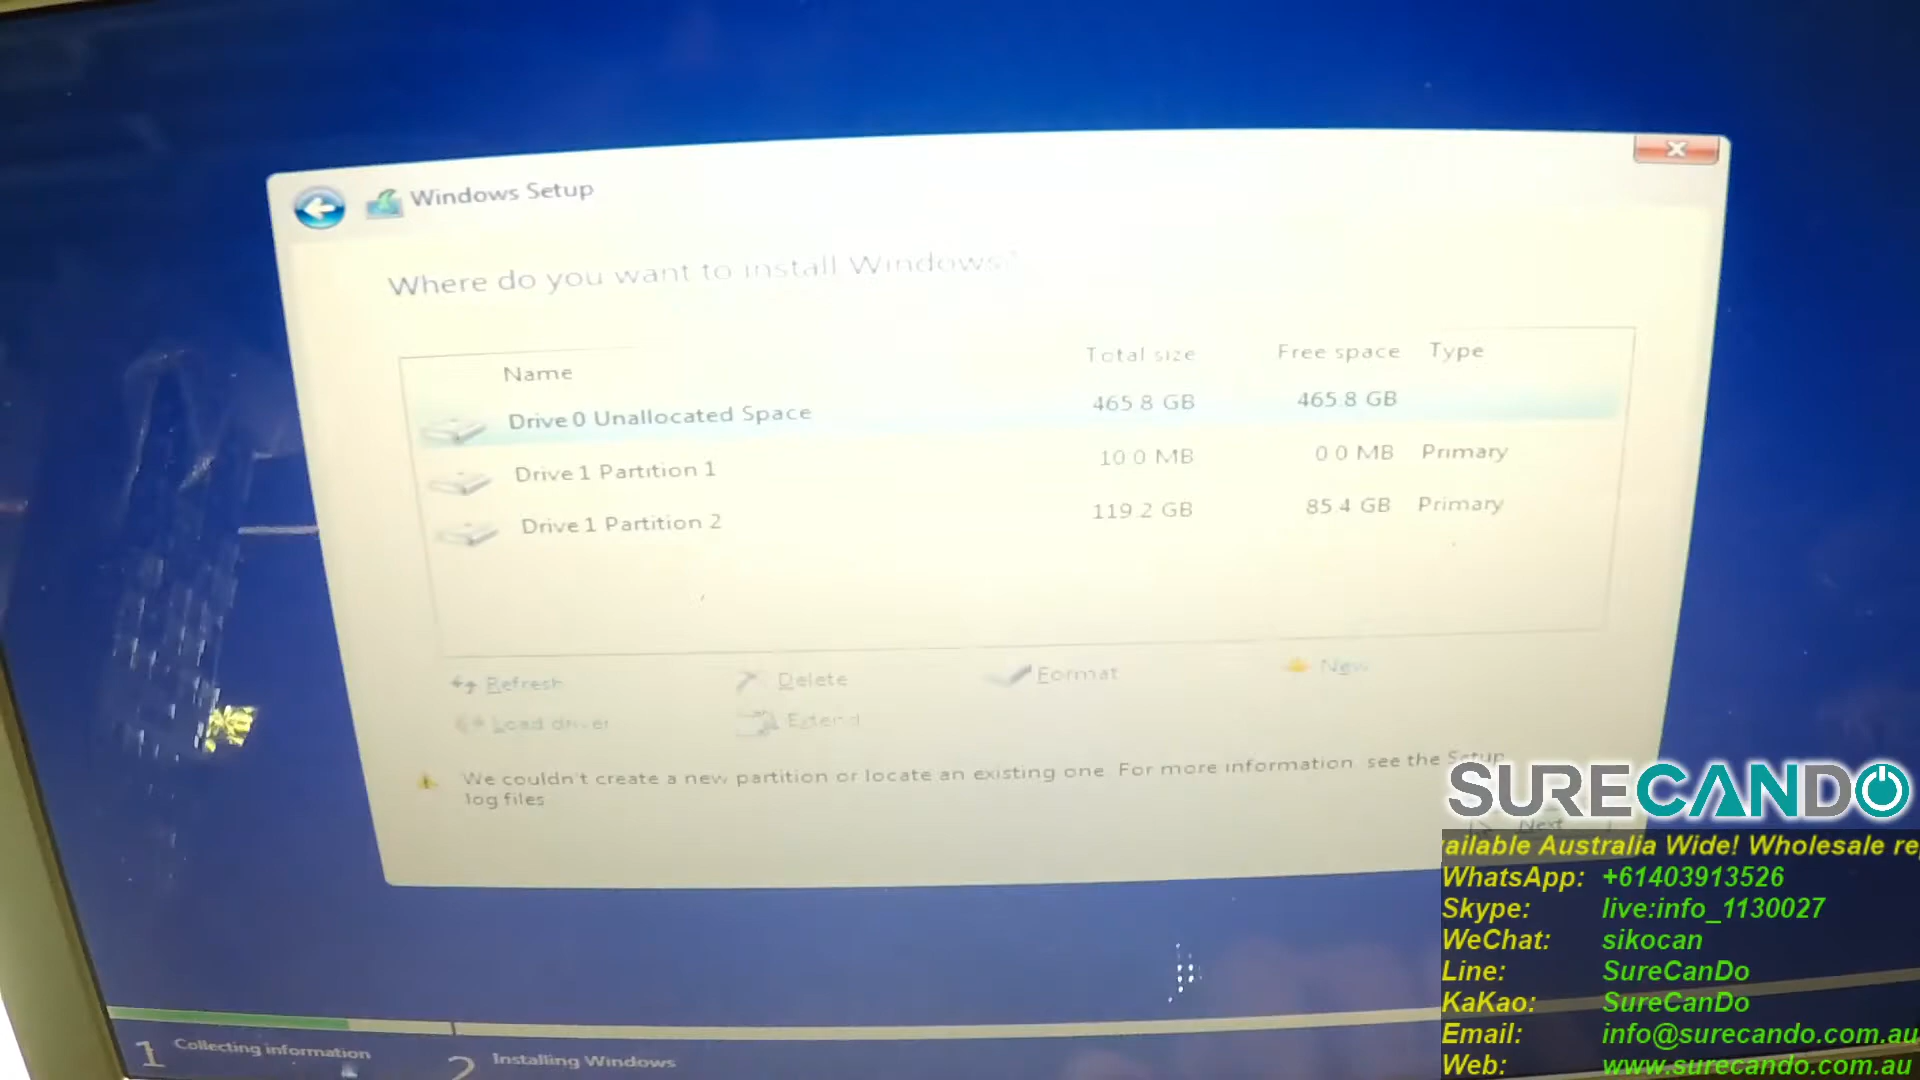 Windows Setup
Where do you want to install Windows?
Name Total size Free space Type
Drive 0 Unallocated Space 465.8 GB 465.8 GB
Drive 1 Partition 1 10.0 MB 0.0 MB Primary
Drive 1 Partition 2 119.2 GB 85.4 GB Primary
Refresh Delete Format New
Load driver Extend
We couldn't create a new partition or locate an existing one. For more information, see the Setup
log files.
Next
1 Collecting information 2 Installing Windows
SURECANDO
ailable Australia Wide! Wholesale re
WhatsApp: +61403913526
Skype: live:info_1130027
WeChat: sikocan
Line: SureCanDo
KaKao: SureCanDo
Email: info@surecando.com.au
Web: www.surecando.com.au